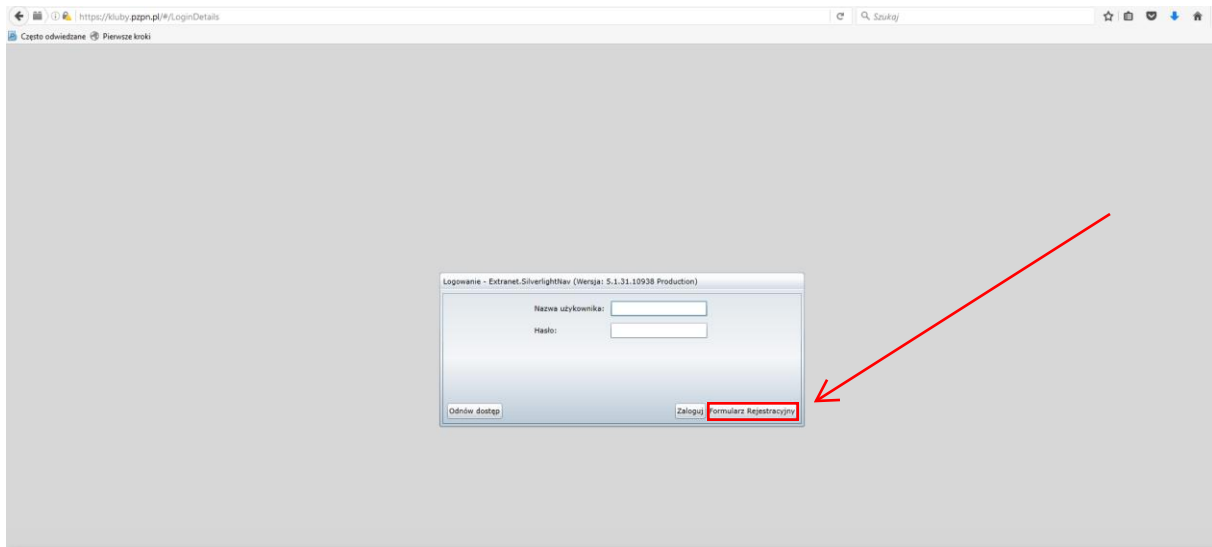 https://kluby.pzpn.pl/#/LoginDetails
Szukaj
Często odwiedzane Pierwsze kroki
Logowanie - Extranet.SilverlightNav (Wersja: 5.1.31.10938 Production)
Nazwa użykownika:
Hasło:
Odnów dostęp Zaloguj Formularz Rejestracyjny